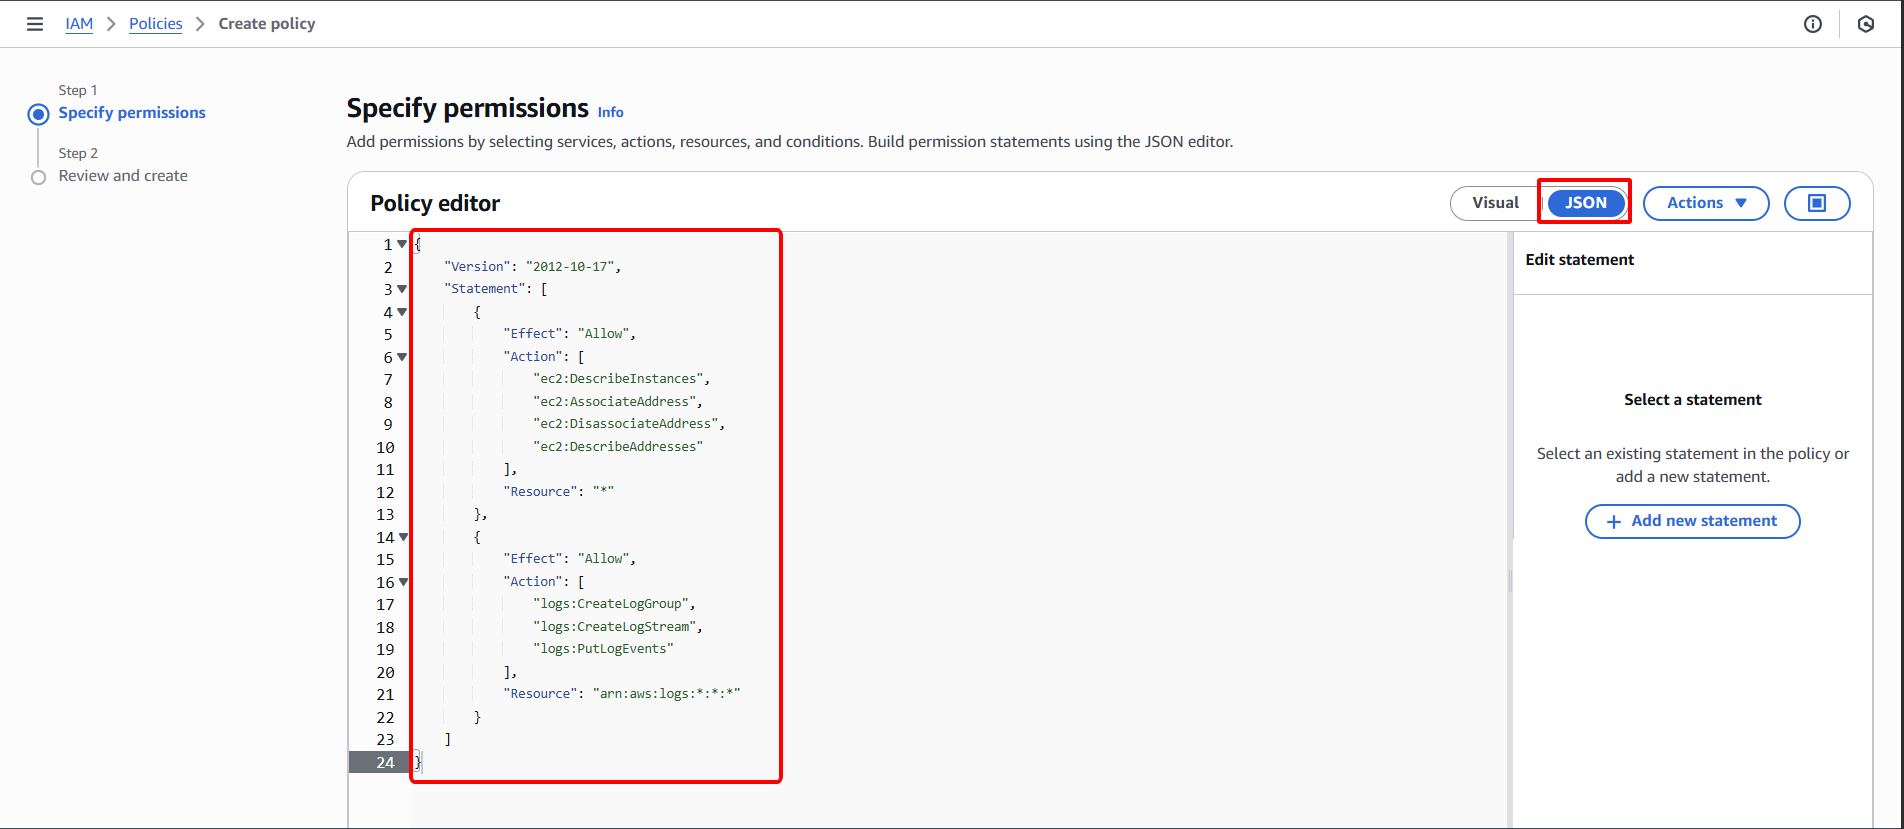 IAM > Policies > Create policy
Step 1
Specify permissions
Step 2
Review and create
Specify permissions Info
Add permissions by selecting services, actions, resources, and conditions. Build permission statements using the JSON editor.
Policy editor
Visual JSON Actions
1 {
2     "Version": "2012-10-17",
3     "Statement": [
4         {
5             "Effect": "Allow",
6             "Action": [
7                 "ec2:DescribeInstances",
8                 "ec2:AssociateAddress",
9                 "ec2:DisassociateAddress",
10                 "ec2:DescribeAddresses"
11             ],
12             "Resource": "*"
13         },
14         {
15             "Effect": "Allow",
16             "Action": [
17                 "logs:CreateLogGroup",
18                 "logs:CreateLogStream",
19                 "logs:PutLogEvents"
20             ],
21             "Resource": "arn:aws:logs:*:*:*"
22         }
23     ]
24 }
Edit statement
Select a statement
Select an existing statement in the policy or
add a new statement.
+ Add new statement